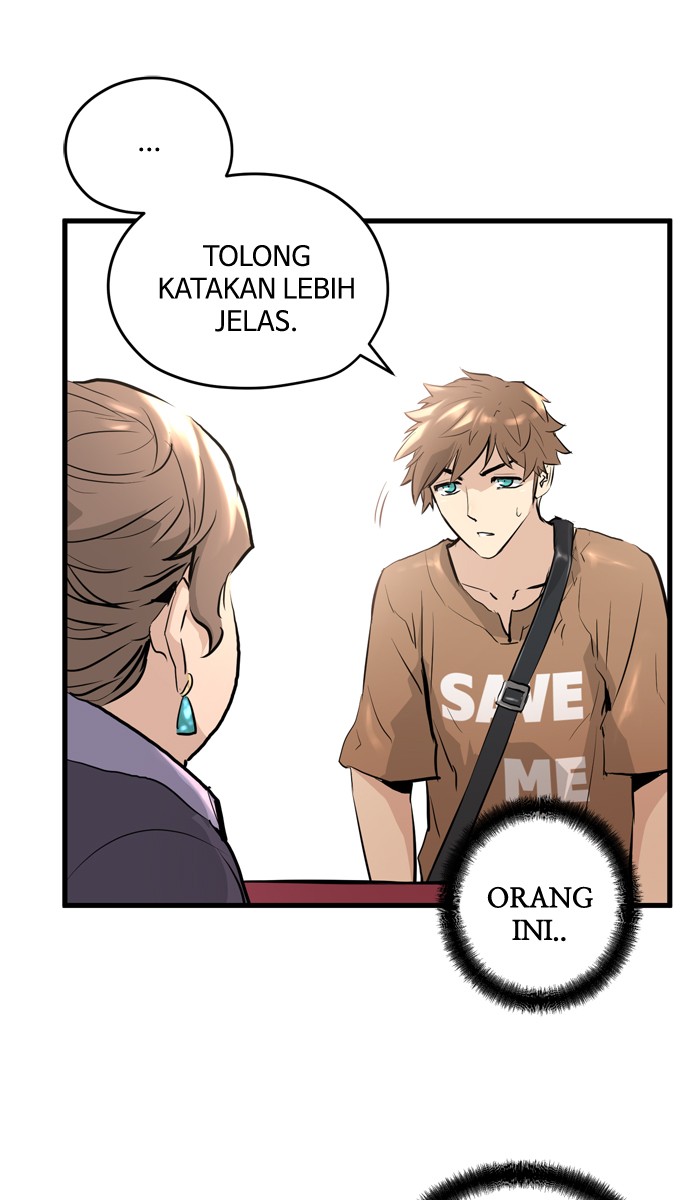 ...
TOLONG
KATAKAN LEBIH
JELAS.
SAVE
ME
ORANG
INI..